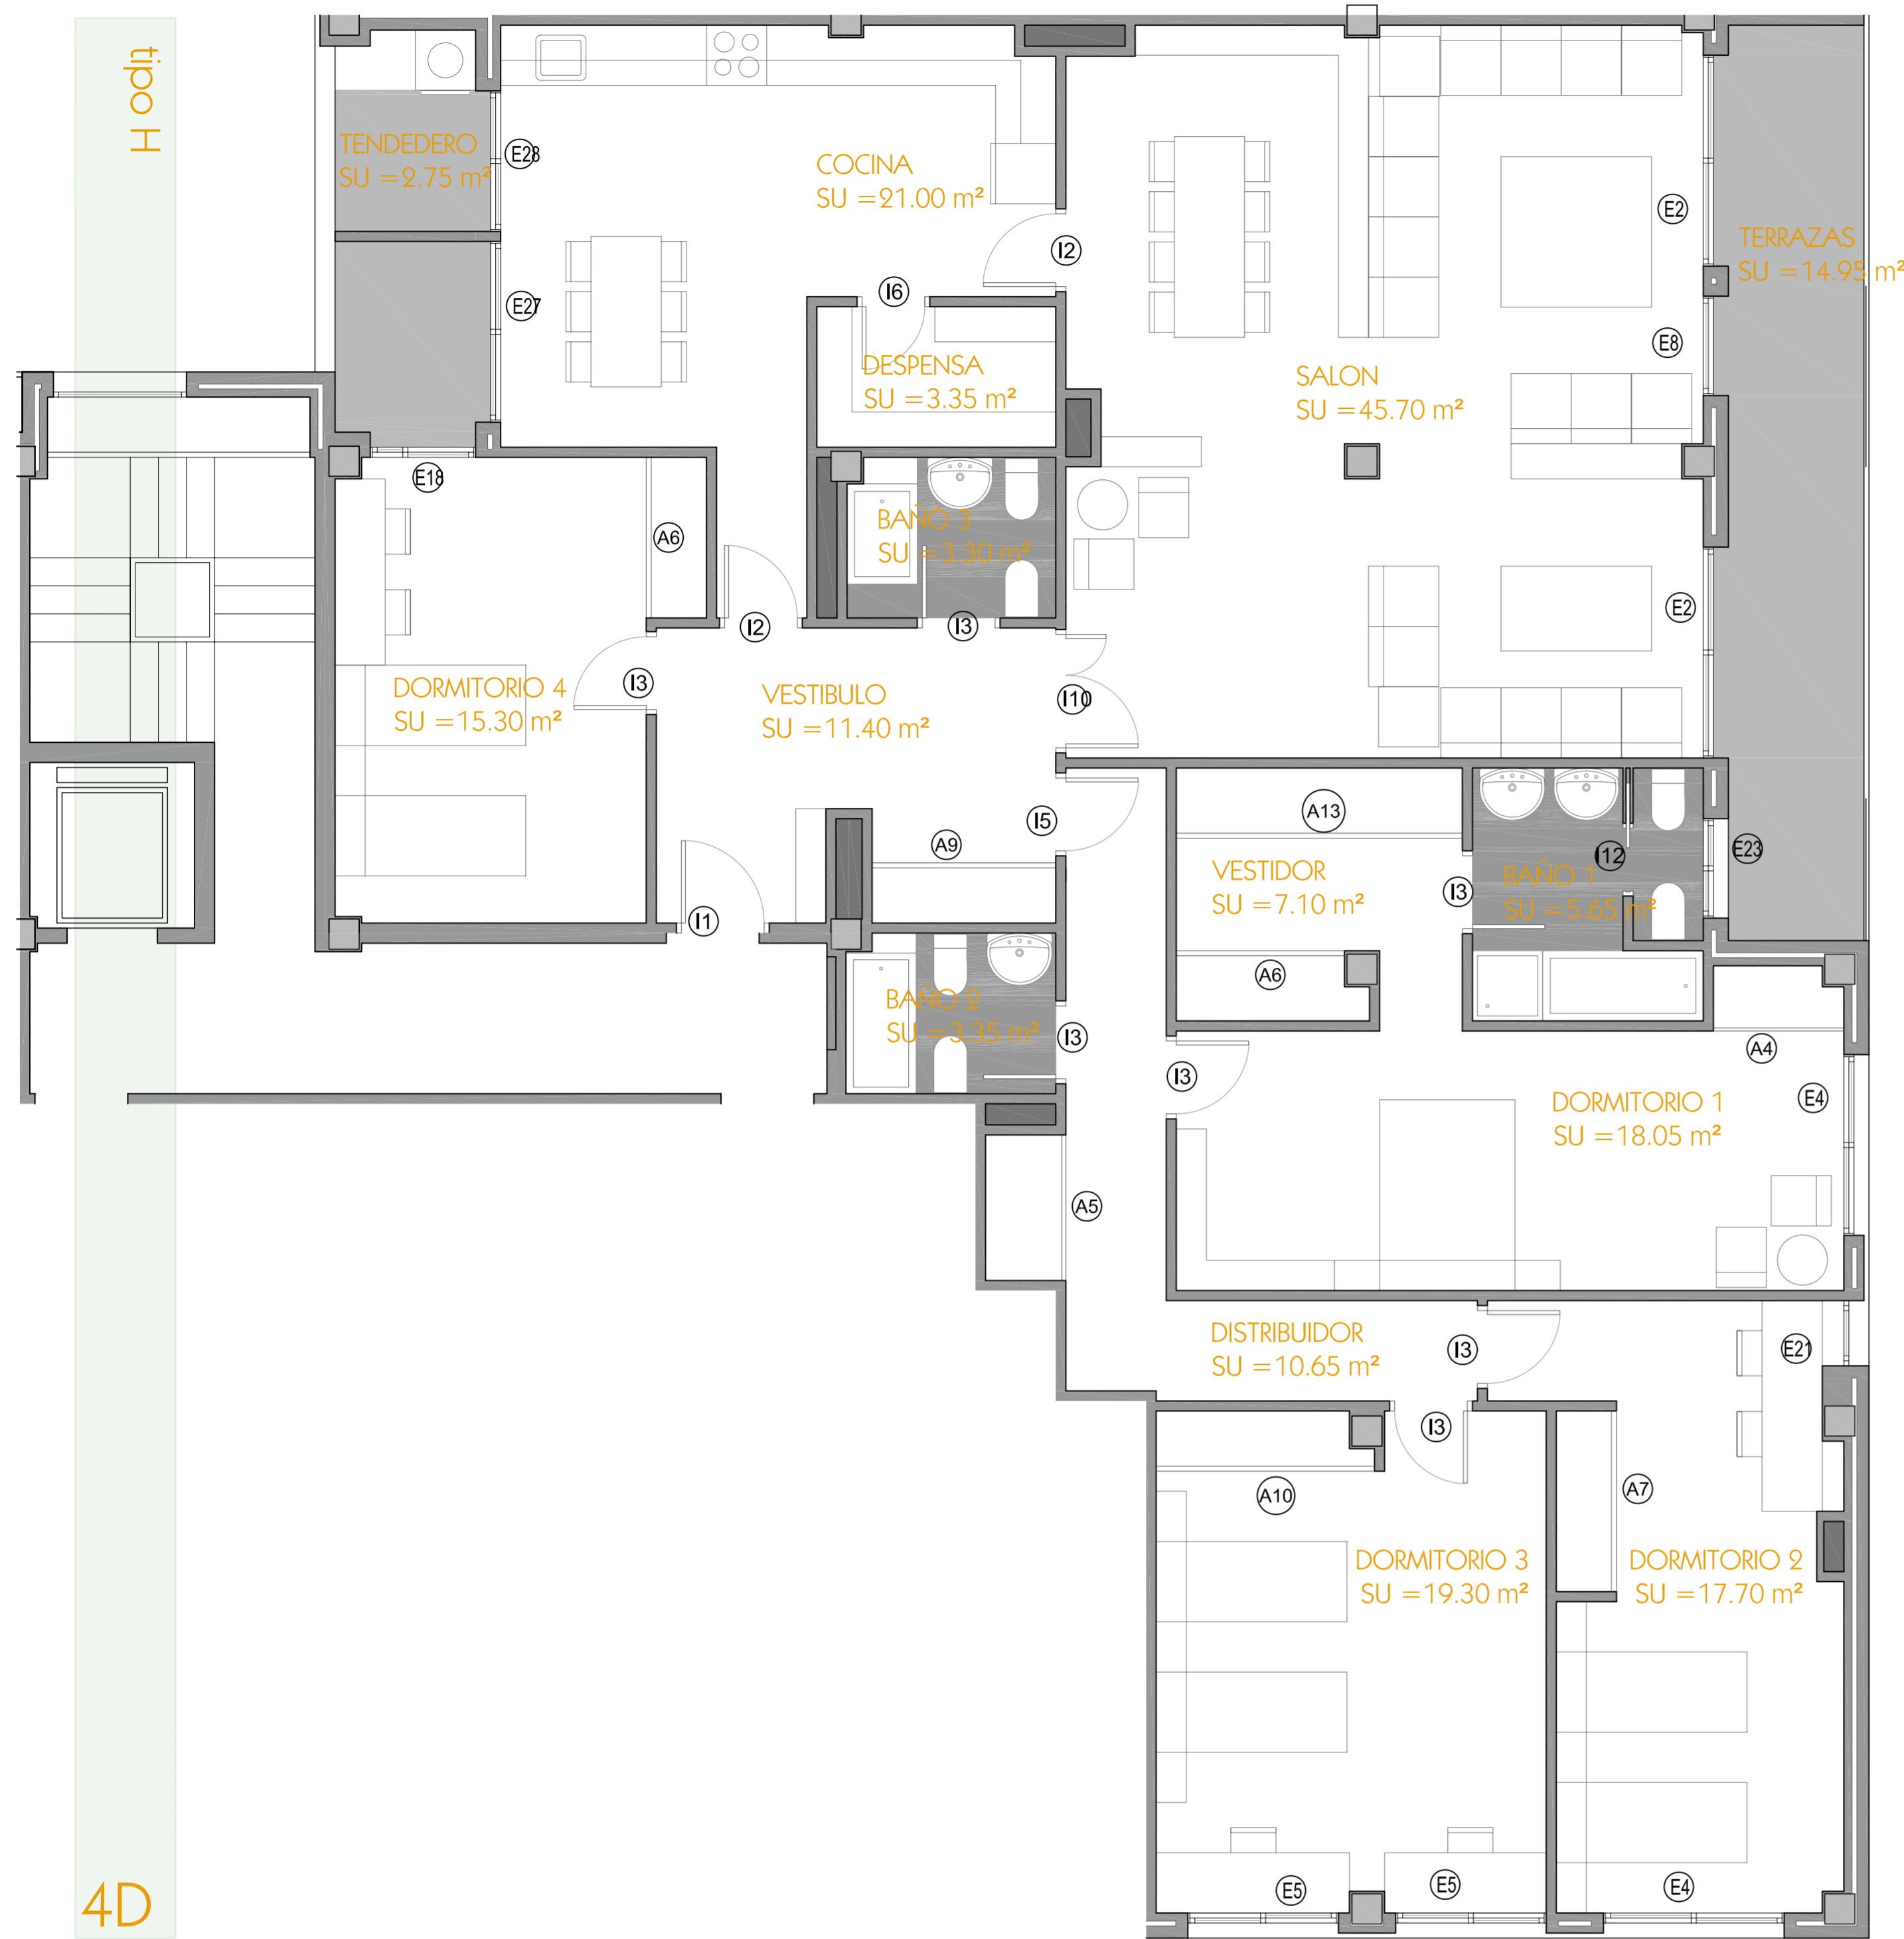 tipo H
TENDEDERO
SU =2.75 m²
E28
COCINA
SU =21.00 m²
E2
TERRAZAS
SU =14.95 m²
I2
I6
E27
E8
DESPENSA
SU =3.35 m²
SALON
SU =45.70 m²
E18
BAÑO 3
SU =3.30 m²
A6
E2
I2
I3
I3
DORMITORIO 4
SU =15.30 m²
VESTIBULO
SU =11.40 m²
I10
A13
I5
A9
I12
E23
VESTIDOR
SU =7.10 m²
I3
BAÑO 1
SU =5.65 m²
I1
A6
BAÑO 2
SU =3.35 m²
I3
A4
I3
DORMITORIO 1
SU =18.05 m²
E4
A5
DISTRIBUIDOR
SU =10.65 m²
I3
E21
I3
A10
A7
DORMITORIO 3
SU =19.30 m²
DORMITORIO 2
SU =17.70 m²
E5
E5
E4
4D